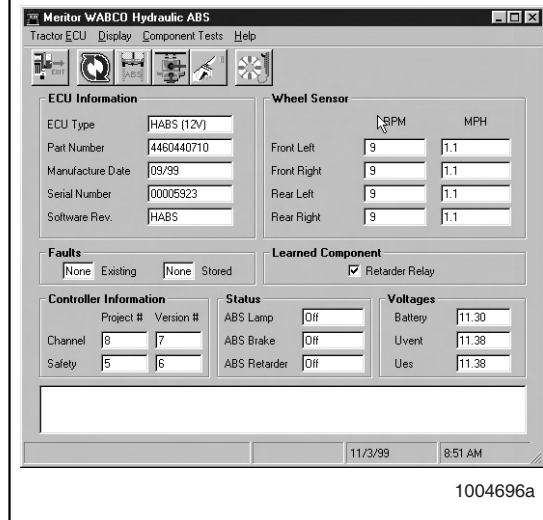 Meritor WABCO Hydraulic ABS
Tractor ECU Display Component Tests Help
EXIT ABS
ECU Information
ECU Type HABS (12V)
Part Number 4460440710
Manufacture Date 09/99
Serial Number 00005923
Software Rev. HABS
Wheel Sensor
RPM MPH
Front Left 9 1.1
Front Right 9 1.1
Rear Left 9 1.1
Rear Right 9 1.1
Faults
None Existing None Stored
Learned Component
Retarder Relay
Controller Information
Project # Version #
Channel 8 7
Safety 5 6
Status
ABS Lamp Off
ABS Brake Off
ABS Retarder Off
Voltages
Battery 11.30
Uvent 11.38
Ues 11.38
11/3/99 8:51 AM
1004696a